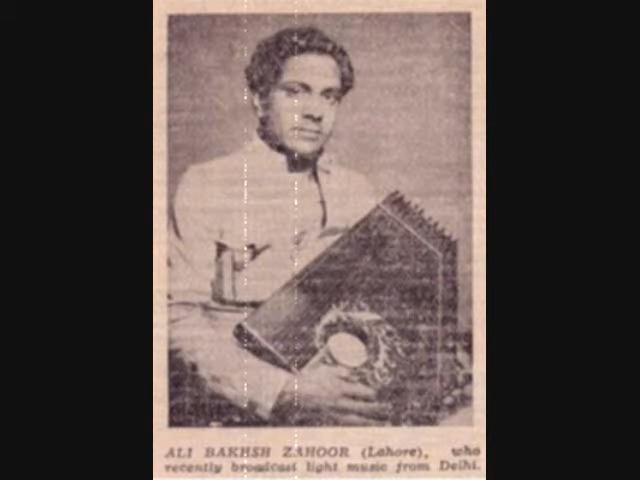 ALI BAKHSH ZAHOOR (Lahore), who
recently broadcast light music from Delhi.